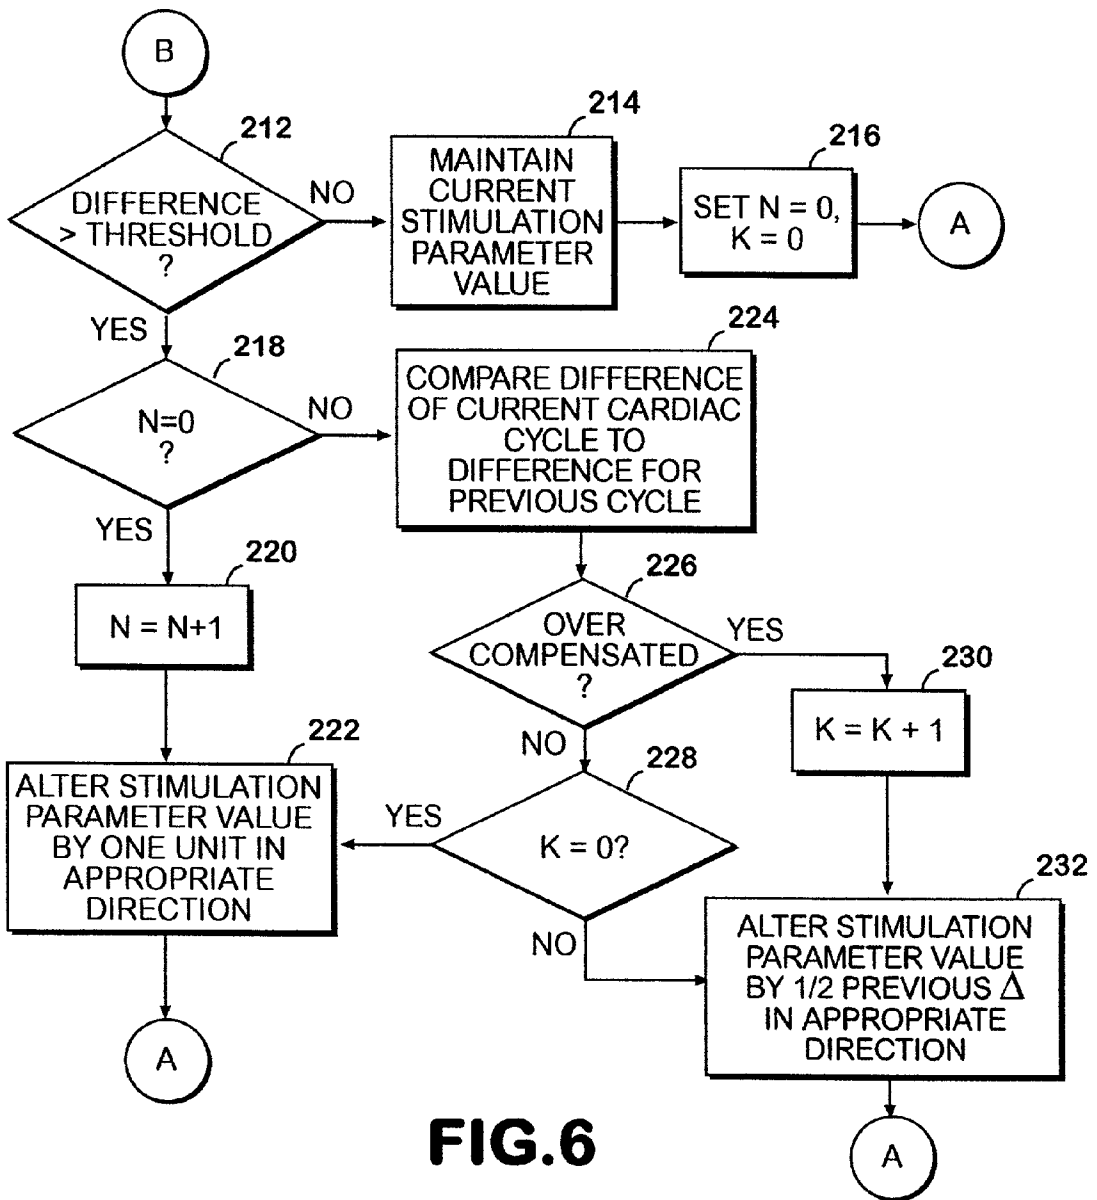 B
212
DIFFERENCE
> THRESHOLD
?
NO
YES
214
MAINTAIN
CURRENT
STIMULATION
PARAMETER
VALUE
216
SET N = 0,
K = 0
A
218
N=0
?
NO
YES
224
COMPARE DIFFERENCE
OF CURRENT CARDIAC
CYCLE TO
DIFFERENCE FOR
PREVIOUS CYCLE
220
N = N+1
226
OVER
COMPENSATED
?
YES
NO
230
K = K + 1
222
ALTER STIMULATION
PARAMETER VALUE
BY ONE UNIT IN
APPROPRIATE
DIRECTION
228
K = 0?
YES
NO
232
ALTER STIMULATION
PARAMETER VALUE
BY 1/2 PREVIOUS Δ
IN APPROPRIATE
DIRECTION
A
A
FIG.6